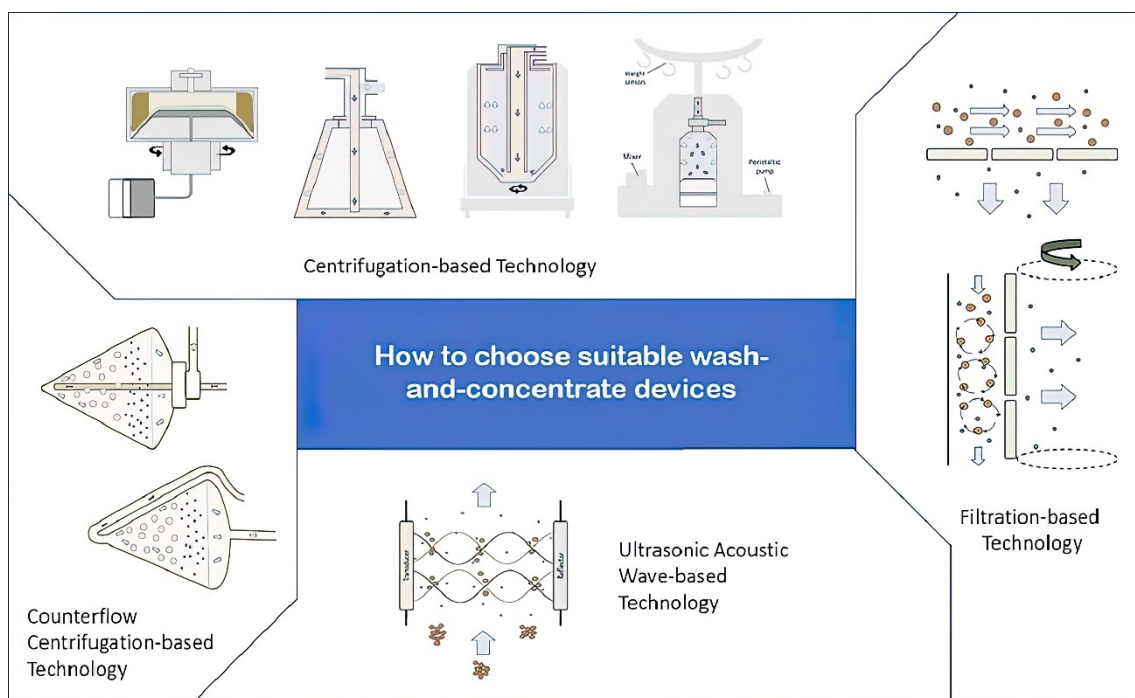 Weight
sensors
Mixer
Peristaltic
pump
Centrifugation-based Technology
How to choose suitable wash-
and-concentrate devices
Filtration-based
Technology
Transducer
Reflector
Ultrasonic Acoustic
Wave-based
Technology
Counterflow
Centrifugation-based
Technology